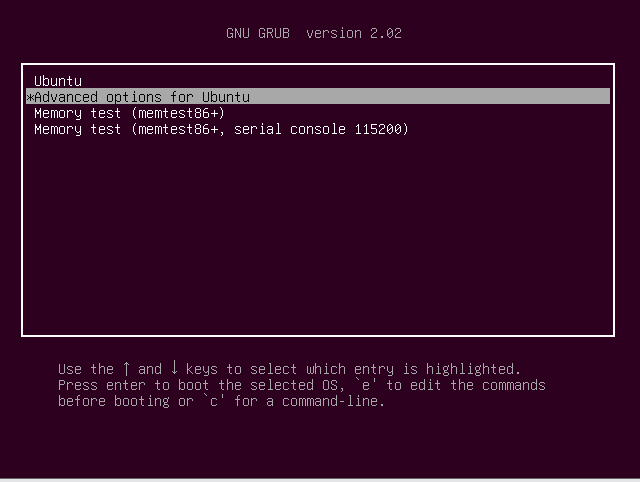 GNU GRUB  version 2.02
Ubuntu
*Advanced options for Ubuntu
Memory test (memtest86+)
Memory test (memtest86+, serial console 115200)
Use the ↑ and ↓ keys to select which entry is highlighted.
Press enter to boot the selected OS, `e' to edit the commands
before booting or `c' for a command-line.